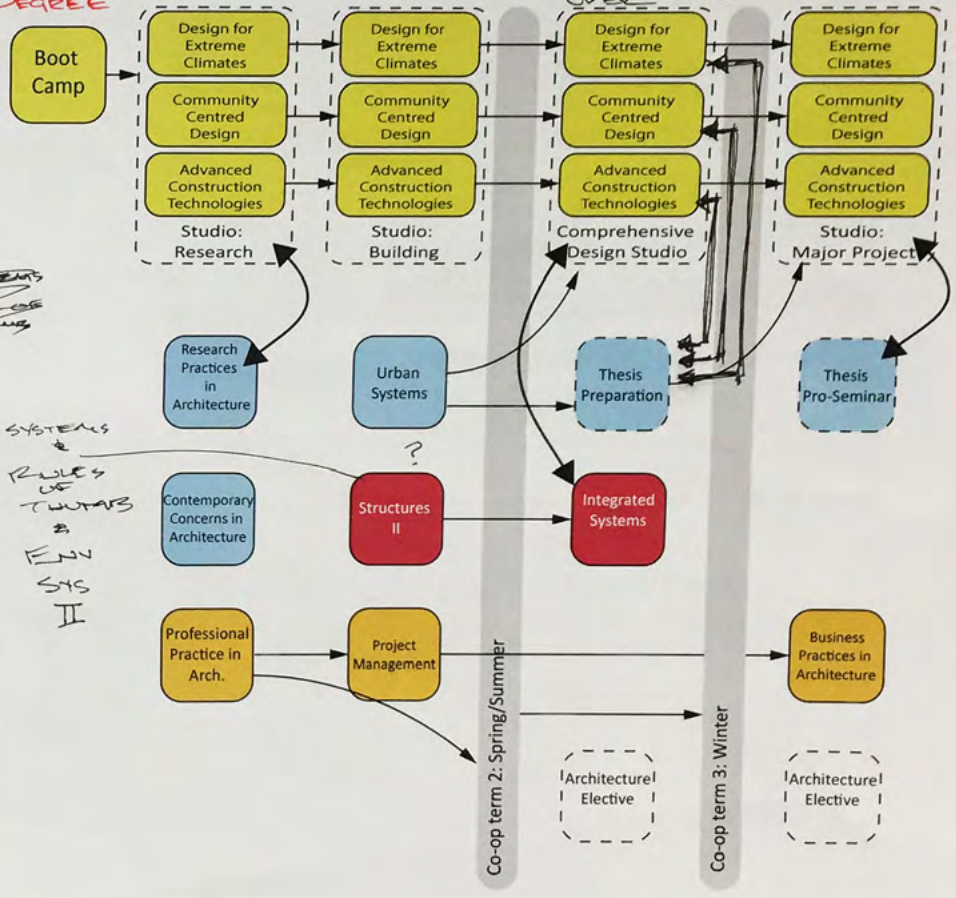 DEGREE
OVER
Boot
Camp
Design for
Extreme
Climates
Community
Centred
Design
Advanced
Construction
Technologies
Studio:
Research
Design for
Extreme
Climates
Community
Centred
Design
Advanced
Construction
Technologies
Studio:
Building
Design for
Extreme
Climates
Community
Centred
Design
Advanced
Construction
Technologies
Comprehensive
Design Studio
Design for
Extreme
Climates
Community
Centred
Design
Advanced
Construction
Technologies
Studio:
Major Project
Research
Practices
in
Architecture
Urban
Systems
Thesis
Preparation
Thesis
Pro-Seminar
SYSTEMS
&
RULES
OF
THUMB
&
ENV
SYS
II
?
Contemporary
Concerns in
Architecture
Structures
II
Integrated
Systems
Professional
Practice in
Arch.
Project
Management
Business
Practices in
Architecture
Co-op term 2: Spring/Summer
Co-op term 3: Winter
Architecture
Elective
Architecture
Elective